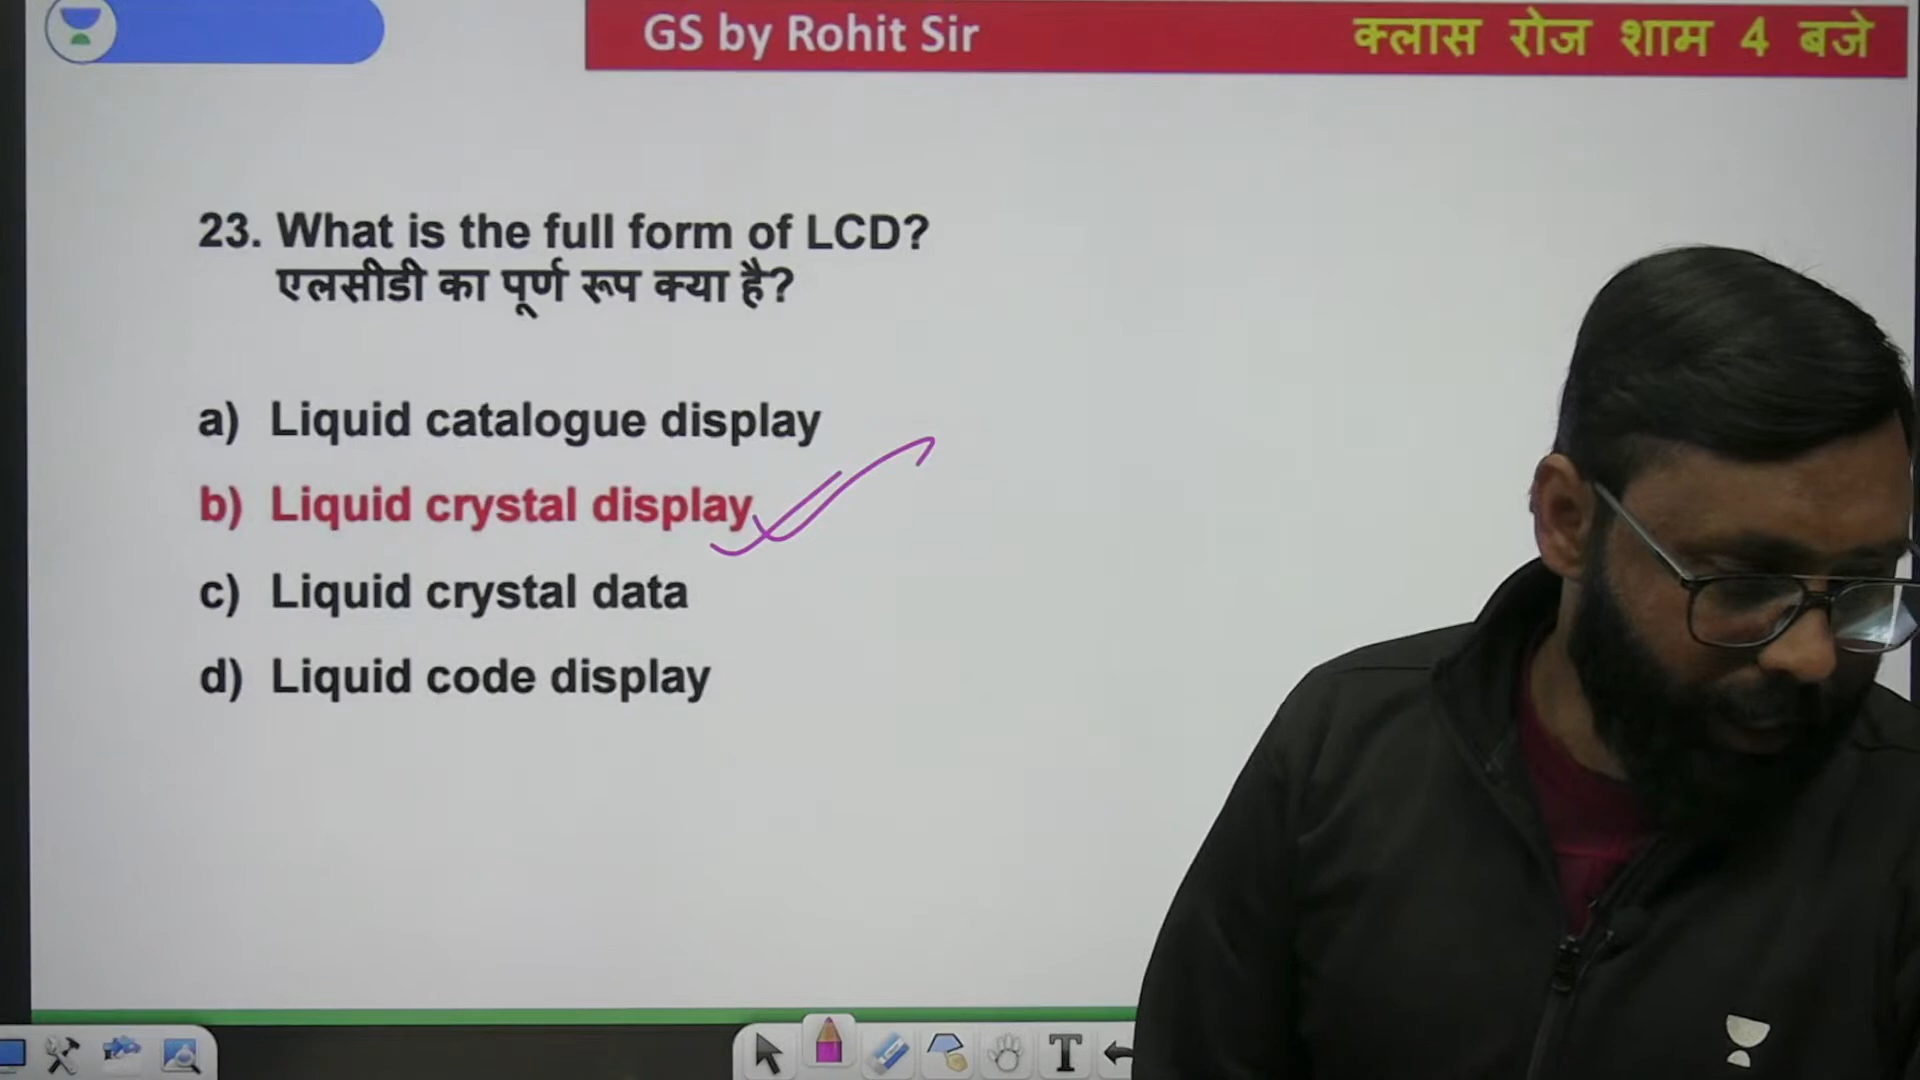 GS by Rohit Sir
क्लास रोज शाम 4 बजे
23. What is the full form of LCD?
एलसीडी का पूर्ण रूप क्या है?
a) Liquid catalogue display
b) Liquid crystal display
c) Liquid crystal data
d) Liquid code display
T